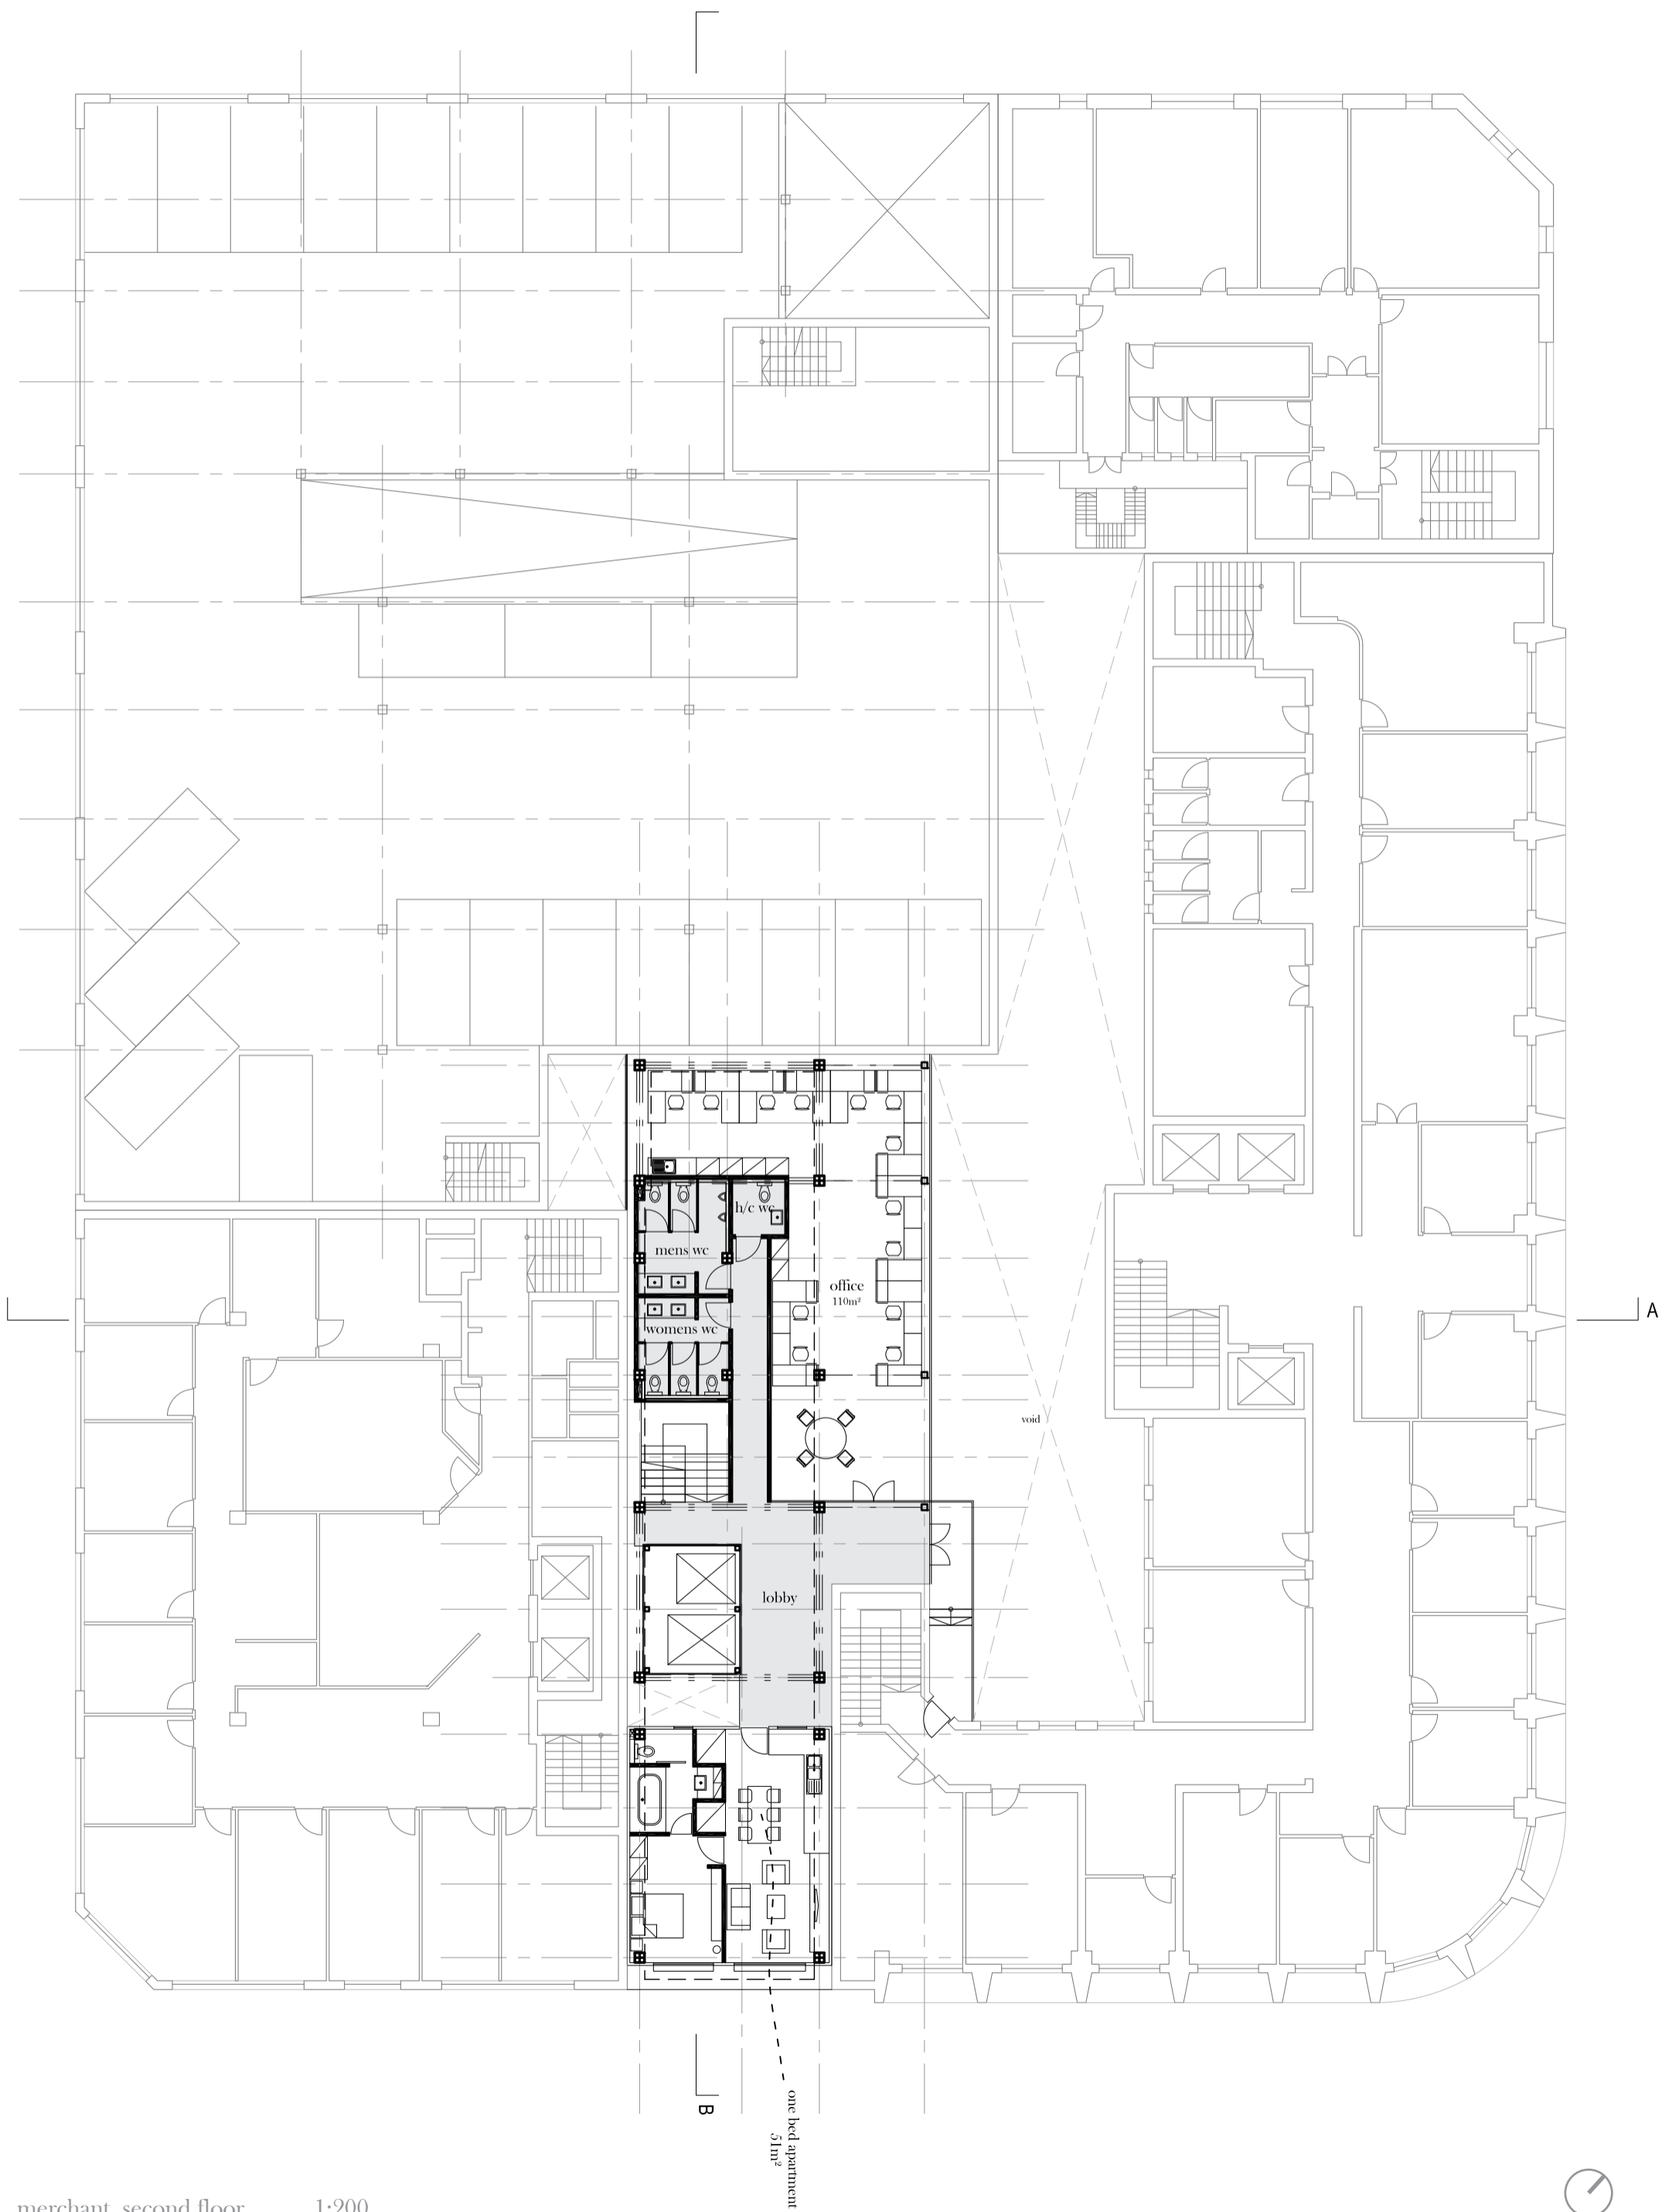 h/c wc
mens wc
office
110m²
A
womens wc
void
lobby
B
one bed apartment
51m²
merchant second floor 1:200